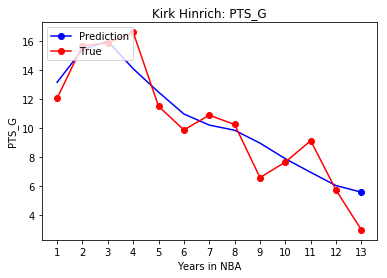 Kirk Hinrich: PTS_G
Prediction
True
16
14
12
10
8
6
4
PTS_G
1 2 3 4 5 6 7 8 9 10 11 12 13
Years in NBA